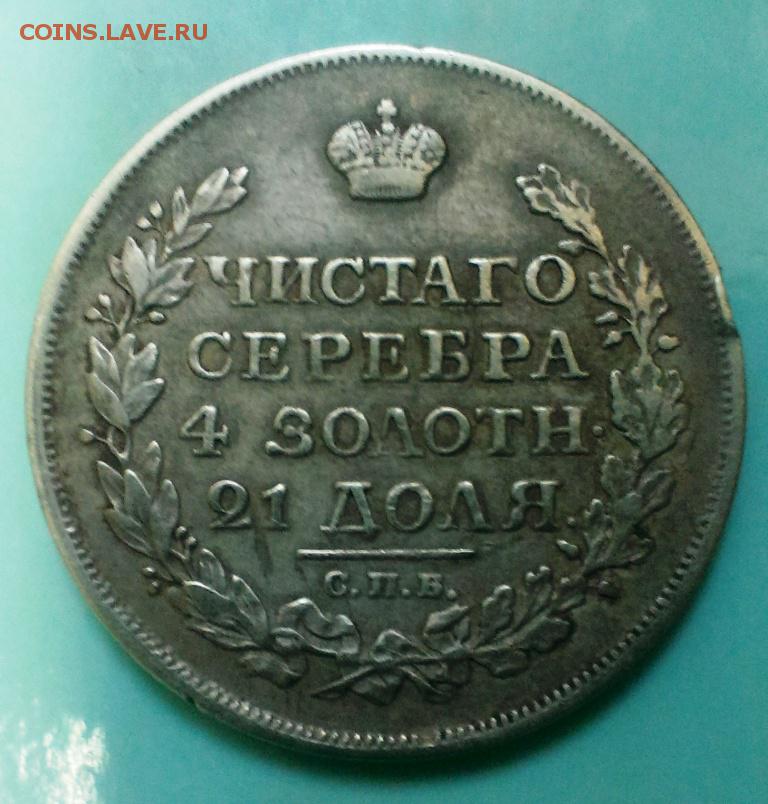 COINS.LAVE.RU
ЧИСТАГО
СЕРЕБРА
4 ЗОЛОТН.
21 ДОЛЯ.
С.П.Б.